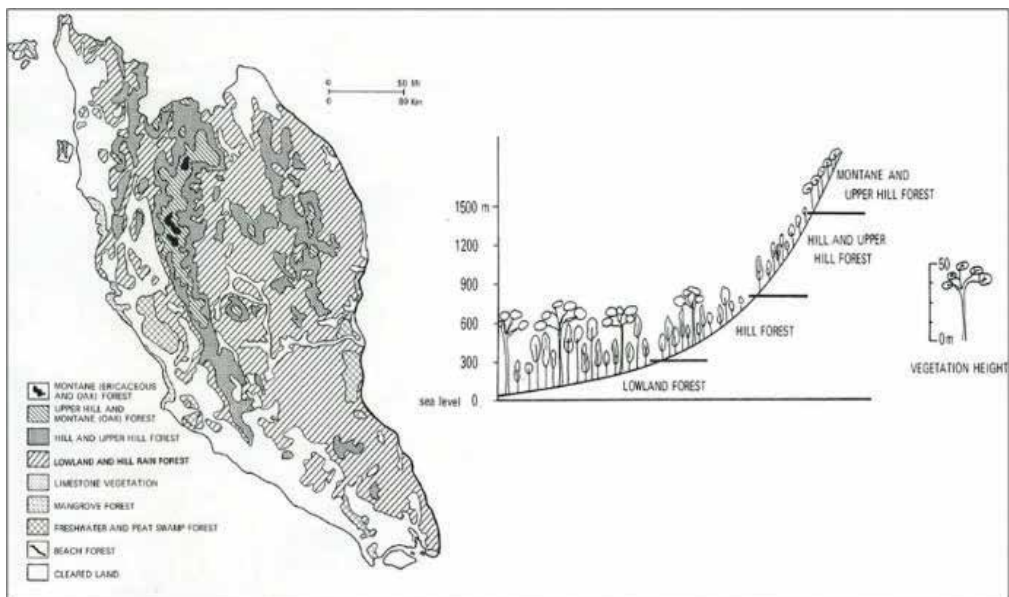 0 50 Mi
0 80 Km
MONTANE (ERICACEOUS
AND OAK) FOREST
UPPER HILL AND
MONTANE (OAK) FOREST
HILL AND UPPER HILL FOREST
LOWLAND AND HILL RAIN FOREST
LIMESTONE VEGETATION
MANGROVE FOREST
FRESHWATER AND PEAT SWAMP FOREST
BEACH FOREST
CLEARED LAND
1500 m
1200
900
600
300
sea level 0
MONTANE AND
UPPER HILL FOREST
HILL AND UPPER
HILL FOREST
HILL FOREST
LOWLAND FOREST
50
0m
VEGETATION HEIGHT